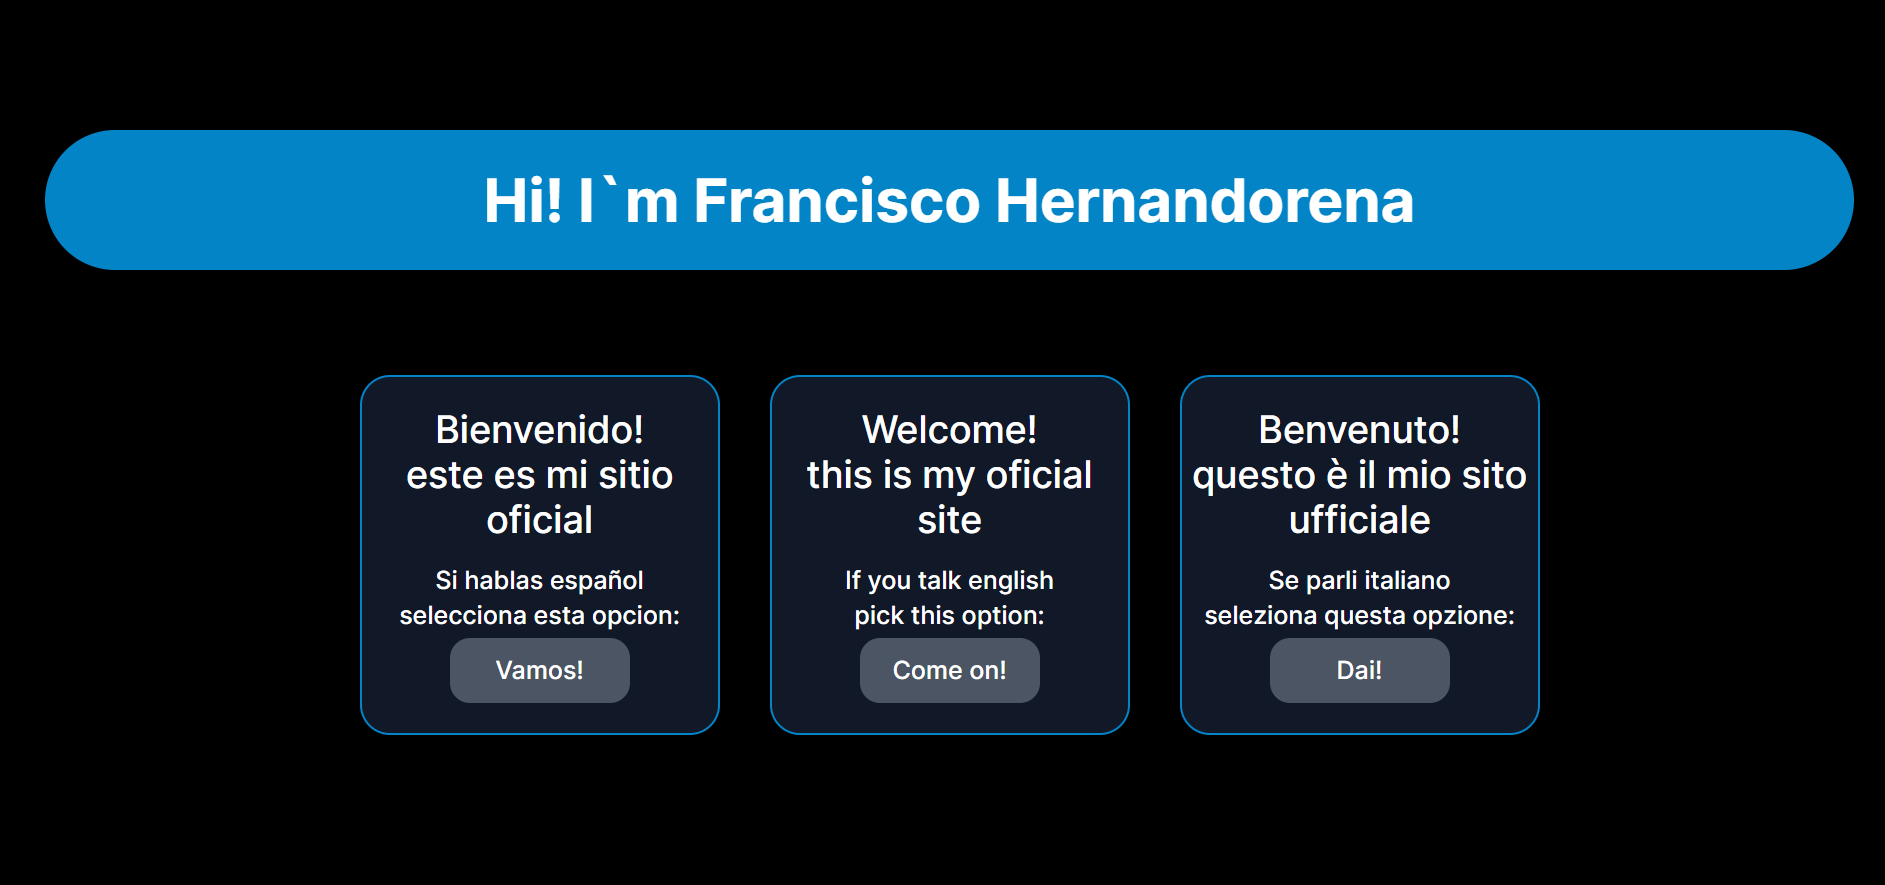 Hi! I`m Francisco Hernandorena
Bienvenido!
este es mi sitio
oficial
Si hablas español
selecciona esta opcion:
Vamos!
Welcome!
this is my oficial
site
If you talk english
pick this option:
Come on!
Benvenuto!
questo è il mio sito
ufficiale
Se parli italiano
seleziona questa opzione:
Dai!